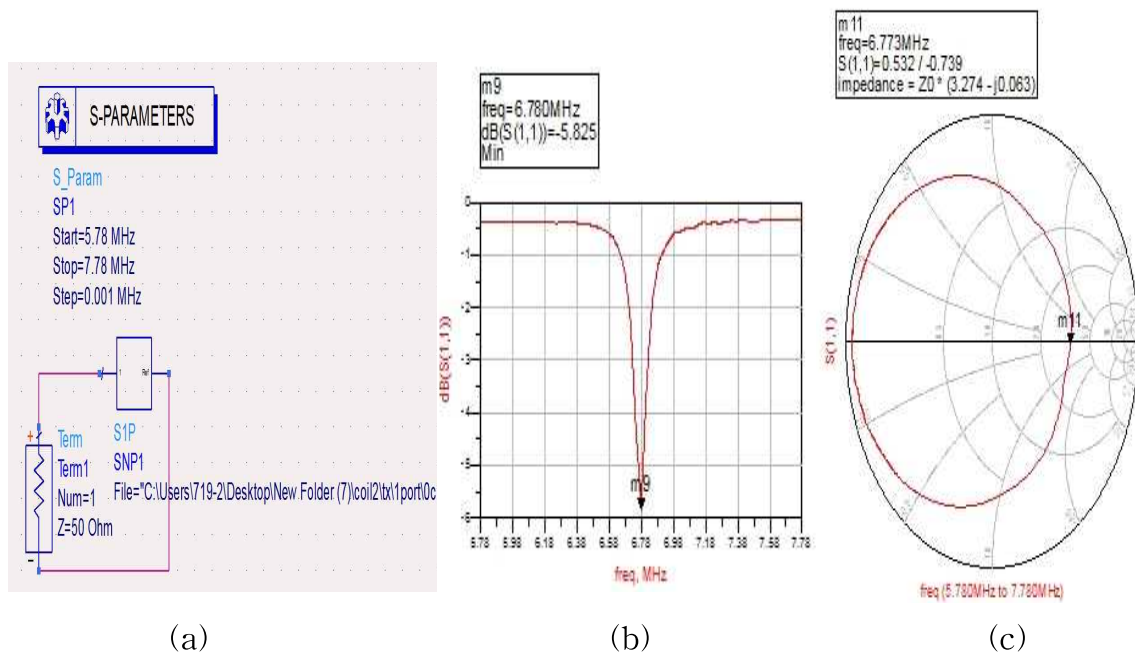 S-PARAMETERS
S_Param
SP1
Start=5.78 MHz
Stop=7.78 MHz
Step=0.001 MHz
1
Ref
+
Term
Term1
Num=1
Z=50 Ohm
-
S1P
SNP1
File="C:\Users\719-2\Desktop\New Folder (7)\coil2\tx\1port\0c
(a)
m9
freq=6.780MHz
dB(S(1,1))=-5.825
Min
dB(S(1,1))
0
-1
-2
-3
-4
-5
-6
m9
5.78 5.98 6.18 6.38 6.58 6.78 6.98 7.18 7.38 7.58 7.78
freq, MHz
(b)
m11
freq=6.773MHz
S(1,1)=0.532 / -0.739
impedance = Z0 * (3.274 - j0.063)
S(1,1)
m11
freq (5.780MHz to 7.780MHz)
(c)